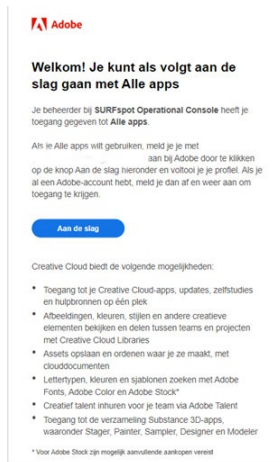 Adobe
Welkom! Je kunt als volgt aan de
slag gaan met Alle apps
Je beheerder bij SURFspot Operational Console heeft je
toegang gegeven tot Alle apps.
Als je Alle apps wilt gebruiken, meld je je met
aan bij Adobe door te klikken
op de knop Aan de slag hieronder en voltooi je je profiel. Als je
al een Adobe-account hebt, meld je dan af en weer aan om
toegang te krijgen.
Aan de slag
Creative Cloud biedt de volgende mogelijkheden:
• Toegang tot je Creative Cloud-apps, updates, zelfstudies
en hulpbronnen op één plek
• Afbeeldingen, kleuren, stijlen en andere creatieve
elementen bekijken en delen tussen teams en projecten
met Creative Cloud Libraries
• Assets opslaan en ordenen waar je ze maakt, met
clouddocumenten
• Lettertypen, kleuren en sjablonen zoeken met Adobe
Fonts, Adobe Color en Adobe Stock*
• Creatief talent inhuren voor je team via Adobe Talent
• Toegang tot de verzameling Substance 3D-apps,
waaronder Stager, Painter, Sampler, Designer en Modeler
* Voor Adobe Stock zijn mogelijk aanvullende aankopen vereist